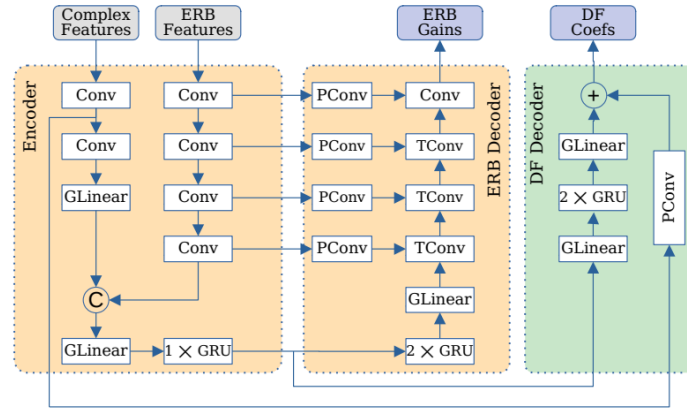 Complex
Features
ERB
Features
ERB
Gains
DF
Coefs
Encoder
Conv
Conv
GLinear
C
GLinear
Conv
Conv
Conv
Conv
1 × GRU
ERB Decoder
PConv
PConv
PConv
PConv
Conv
TConv
TConv
TConv
GLinear
2 × GRU
DF Decoder
+
GLinear
2 × GRU
GLinear
PConv